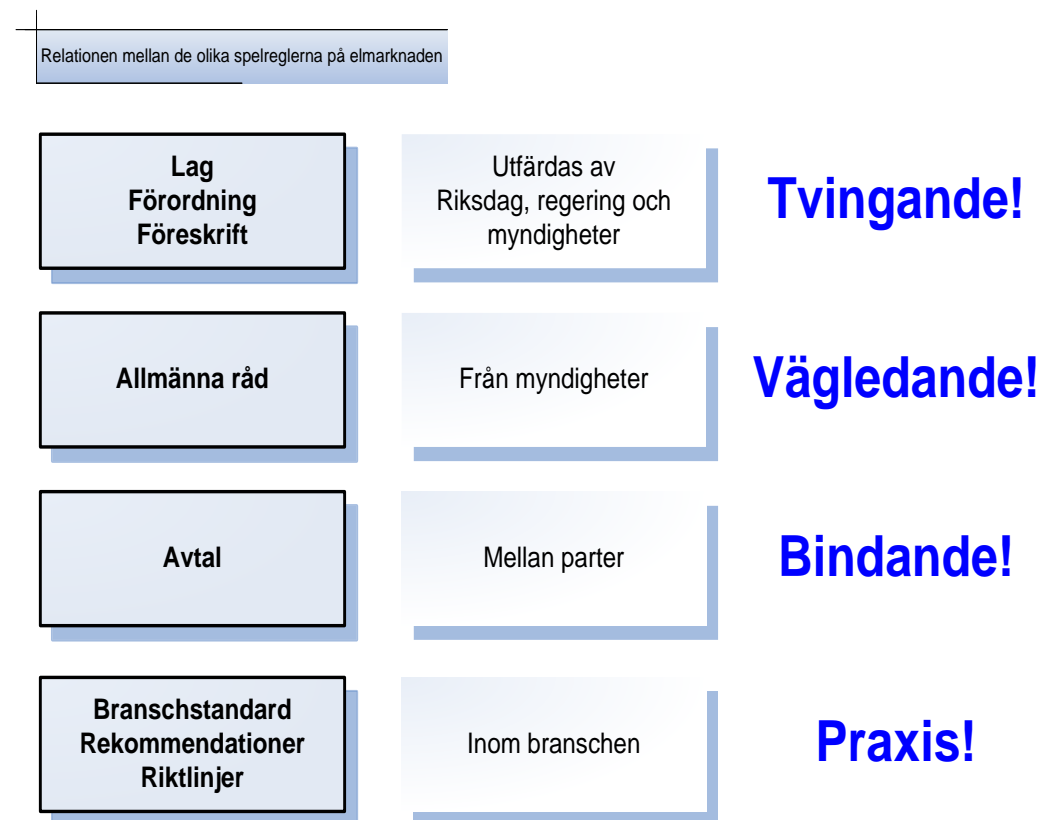 Relationen mellan de olika spelreglerna på elmarknaden
Lag
Förordning
Föreskrift
Utfärdas av
Riksdag, regering och
myndigheter
Tvingande!
Allmänna råd
Från myndigheter
Vägledande!
Avtal
Mellan parter
Bindande!
Branschstandard
Rekommendationer
Riktlinjer
Inom branschen
Praxis!